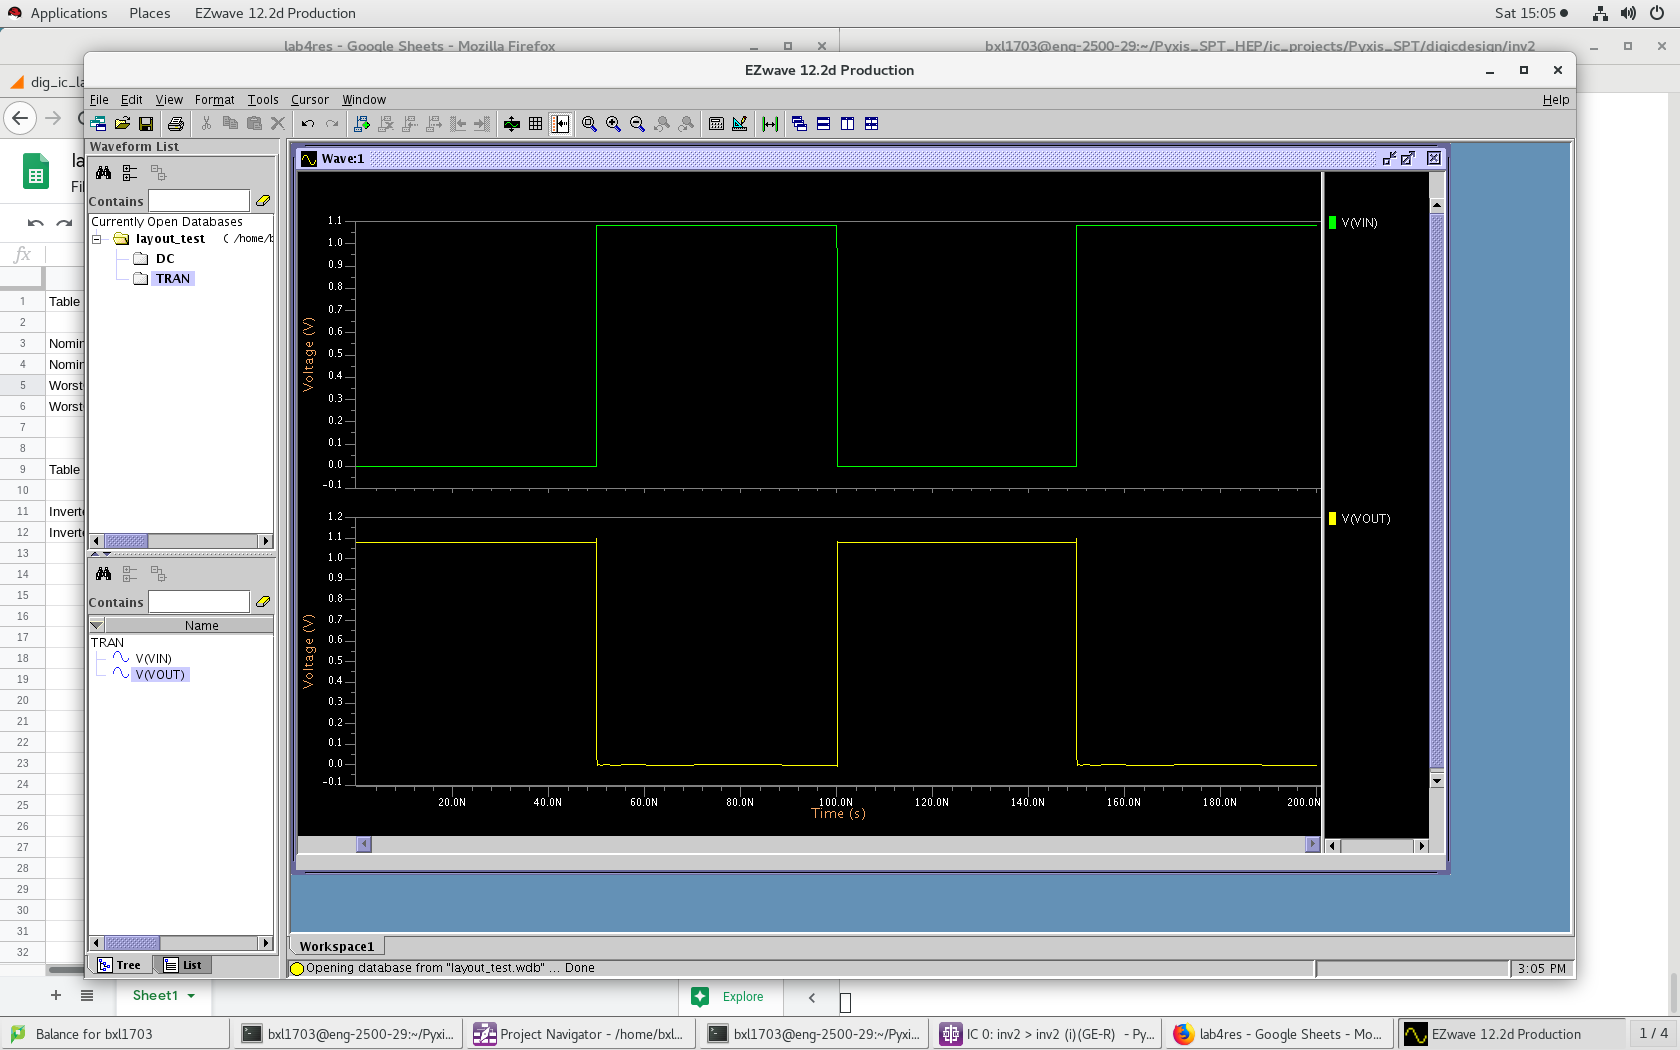 Applications Places EZwave 12.2d Production Sat 15:05
lab4res - Google Sheets - Mozilla Firefox
bxl1703@eng-2500-29:~/Pyxis_SPT_HEP/ic_projects/Pyxis_SPT/digicdesign/inv2
EZwave 12.2d Production
dig_ic_la
File Edit View Format Tools Cursor Window Help
Waveform List
Contains
Currently Open Databases
layout_test ( /home/b
DC
TRAN
Contains
Name
TRAN
V(VIN)
V(VOUT)
Tree List
la
Fil
fx
1 Table
2
3 Nomin
4 Nomin
5 Worst
6 Worst
7
8
9 Table
10
11 Inverte
12 Inverte
13
14
15
16
17
18
19
20
21
22
23
24
25
26
27
28
29
30
31
32
Wave:1
V(VIN)
1.1
1.0
0.9
0.8
0.7
0.6
0.5
0.4
0.3
0.2
0.1
0.0
-0.1
Voltage (V)
V(VOUT)
1.2
1.1
1.0
0.9
0.8
0.7
0.6
0.5
0.4
0.3
0.2
0.1
0.0
-0.1
Voltage (V)
20.0N 40.0N 60.0N 80.0N 100.0N 120.0N 140.0N 160.0N 180.0N 200.0N
Time (s)
Workspace1
Opening database from "layout_test.wdb" ... Done
3:05 PM
Sheet1
Explore
Balance for bxl1703
bxl1703@eng-2500-29:~/Pyxi...
Project Navigator - /home/bxl...
bxl1703@eng-2500-29:~/Pyxi...
IC 0: inv2 > inv2 (i)(GE-R) - Py...
lab4res - Google Sheets - Mo...
EZwave 12.2d Production
1 / 4